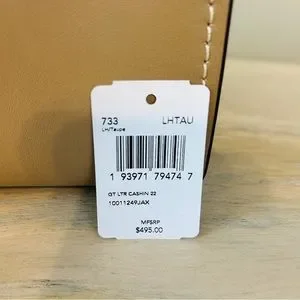 733 LHTAU
LH/Taupe
1 93971 79474 7
GT LTR CASHIN 22
10011249JAX
MFSRP
$495.00